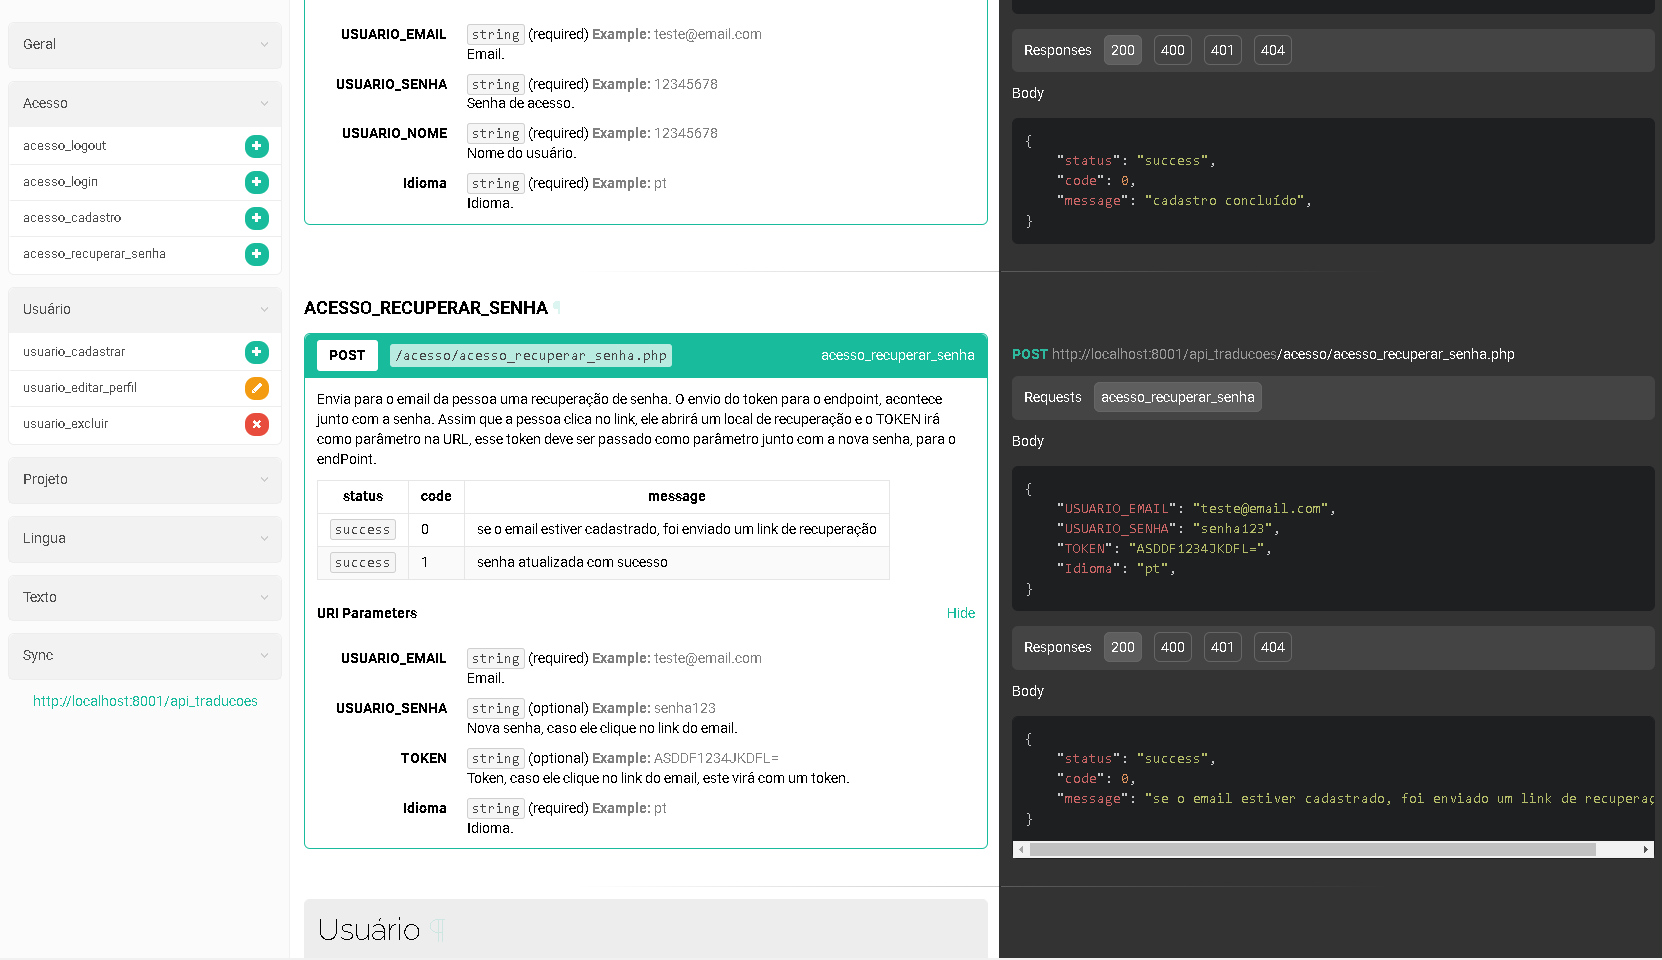 Geral
Acesso
acesso_logout
acesso_login
acesso_cadastro
acesso_recuperar_senha
Usuário
usuario_cadastrar
usuario_editar_perfil
usuario_excluir
Projeto
Lingua
Texto
Sync
http://localhost:8001/api_traducoes
USUARIO_EMAIL string (required) Example: teste@email.com
Email.
USUARIO_SENHA string (required) Example: 12345678
Senha de acesso.
USUARIO_NOME string (required) Example: 12345678
Nome do usuário.
Idioma string (required) Example: pt
Idioma.
ACESSO_RECUPERAR_SENHA ¶
POST /acesso/acesso_recuperar_senha.php acesso_recuperar_senha
Envia para o email da pessoa uma recuperação de senha. O envio do token para o endpoint, acontece
junto com a senha. Assim que a pessoa clica no link, ele abrirá um local de recuperação e o TOKEN irá
como parâmetro na URL, esse token deve ser passado como parâmetro junto com a nova senha, para o
endPoint.
status code message
success 0 se o email estiver cadastrado, foi enviado um link de recuperação
success 1 senha atualizada com sucesso
URI Parameters Hide
USUARIO_EMAIL string (required) Example: teste@email.com
Email.
USUARIO_SENHA string (optional) Example: senha123
Nova senha, caso ele clique no link do email.
TOKEN string (optional) Example: ASDDF1234JKDFL=
Token, caso ele clique no link do email, este virá com um token.
Idioma string (required) Example: pt
Idioma.
Usuário ¶
Responses 200 400 401 404
Body
{
"status": "success",
"code": 0,
"message": "cadastro concluído",
}
POST http://localhost:8001/api_traducoes/acesso/acesso_recuperar_senha.php
Requests acesso_recuperar_senha
Body
{
"USUARIO_EMAIL": "teste@email.com",
"USUARIO_SENHA": "senha123",
"TOKEN": "ASDDF1234JKDFL=",
"Idioma": "pt",
}
Responses 200 400 401 404
Body
{
"status": "success",
"code": 0,
"message": "se o email estiver cadastrado, foi enviado um link de recuperaç
}